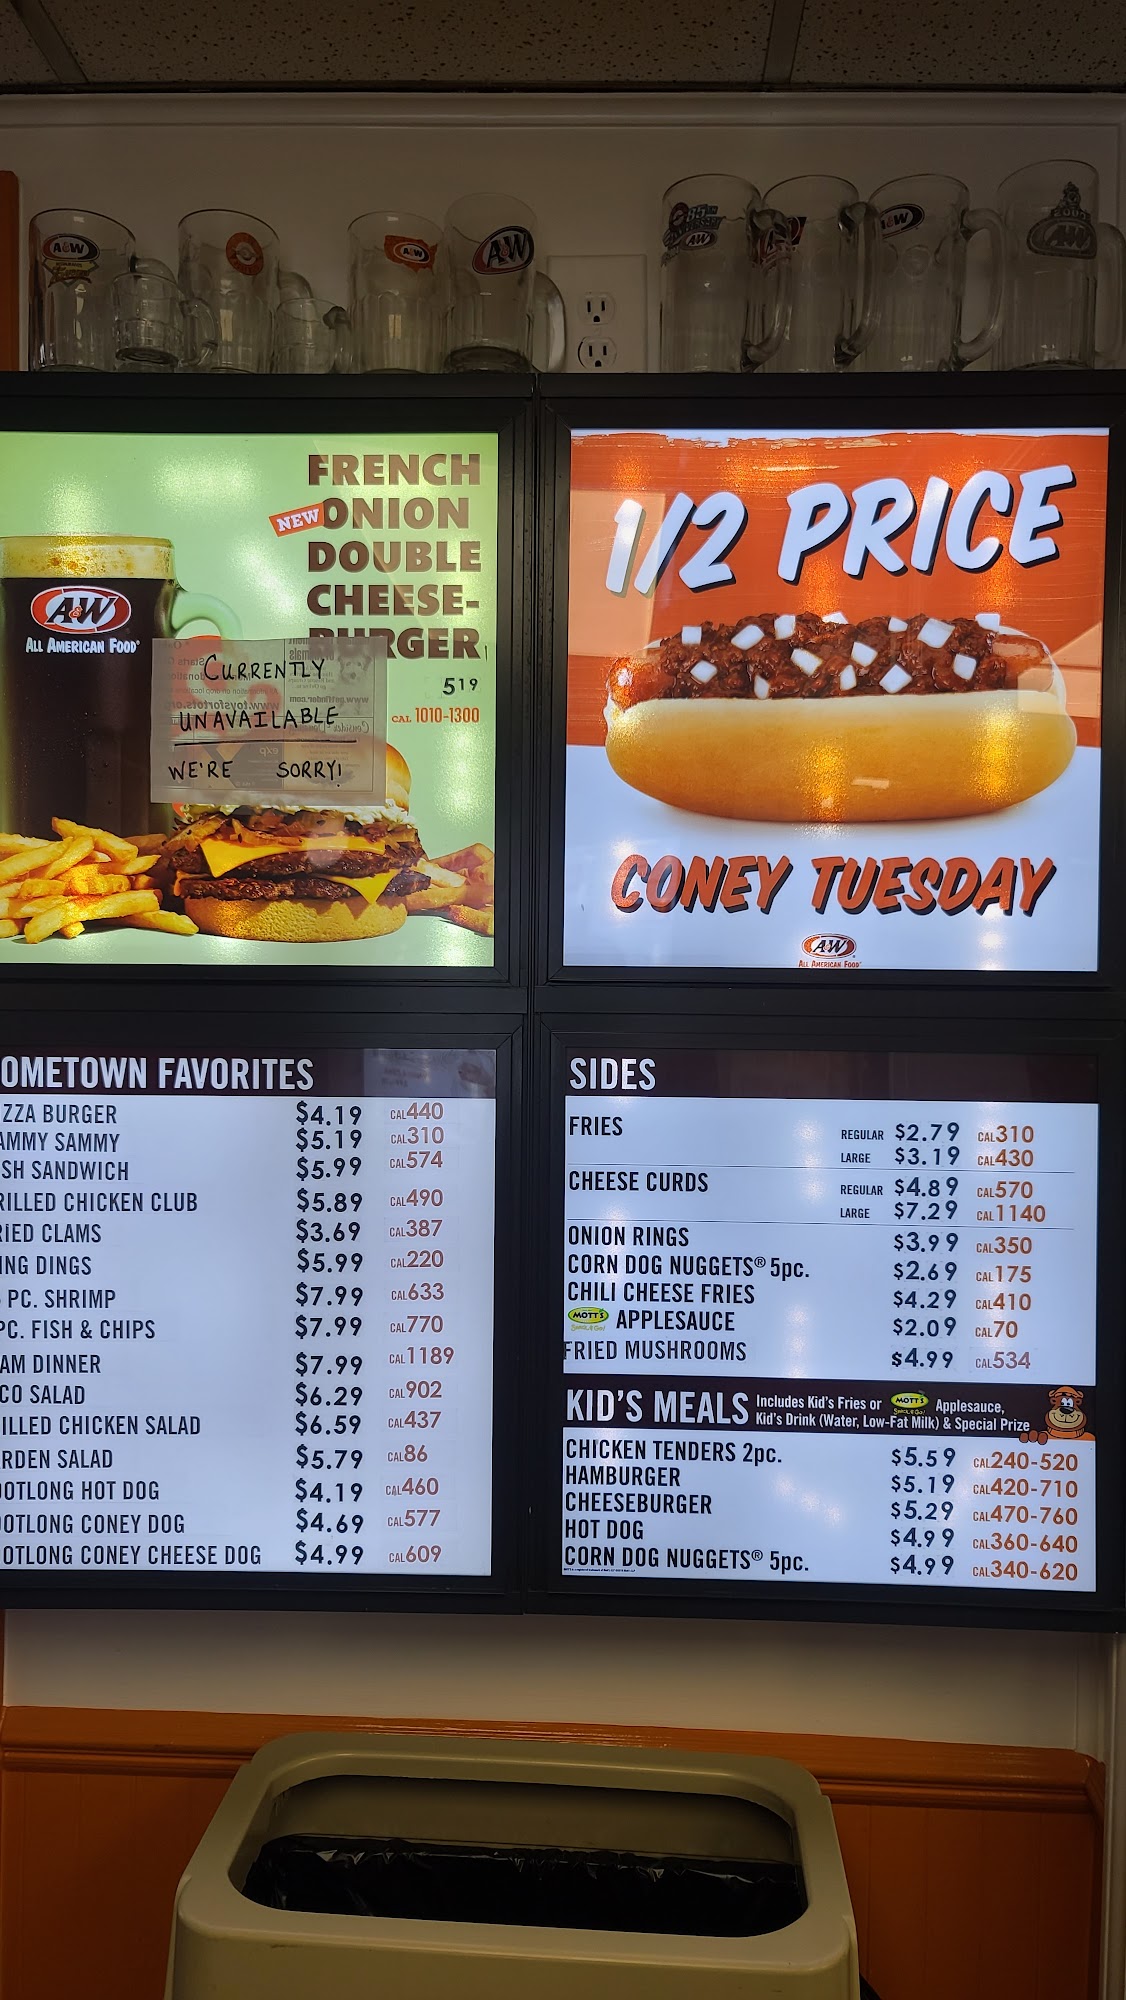 A&W
A&W
A&W
A&W
A&W
2003
FRENCH
NEW ONION
DOUBLE
CHEESE-
BURGER
519
CAL 1010-1300
A&W
ALL AMERICAN FOOD®
CURRENTLY
UNAVAILABLE
WE'RE SORRY!
1/2 PRICE
CONEY TUESDAY
A&W
ALL AMERICAN FOOD®
OMETOWN FAVORITES
ZZA BURGER $4.19 CAL 440
AMMY SAMMY $5.19 CAL 310
SH SANDWICH $5.99 CAL 574
RILLED CHICKEN CLUB $5.89 CAL 490
RIED CLAMS $3.69 CAL 387
ING DINGS $5.99 CAL 220
PC. SHRIMP $7.99 CAL 633
PC. FISH & CHIPS $7.99 CAL 770
AM DINNER $7.99 CAL 1189
CO SALAD $6.29 CAL 902
ILLED CHICKEN SALAD $6.59 CAL 437
RDEN SALAD $5.79 CAL 86
OOTLONG HOT DOG $4.19 CAL 460
OOTLONG CONEY DOG $4.69 CAL 577
OOTLONG CONEY CHEESE DOG $4.99 CAL 609
SIDES
FRIES REGULAR $2.79 CAL 310
LARGE $3.19 CAL 430
CHEESE CURDS REGULAR $4.89 CAL 570
LARGE $7.29 CAL 1140
ONION RINGS $3.99 CAL 350
CORN DOG NUGGETS® 5pc. $2.69 CAL 175
CHILI CHEESE FRIES $4.29 CAL 410
MOTT'S APPLESAUCE $2.09 CAL 70
FRIED MUSHROOMS $4.99 CAL 534
KID'S MEALS Includes Kid's Fries or MOTT'S Applesauce,
Kid's Drink (Water, Low-Fat Milk) & Special Prize
CHICKEN TENDERS 2pc. $5.59 CAL 240-520
HAMBURGER $5.19 CAL 420-710
CHEESEBURGER $5.29 CAL 470-760
HOT DOG $4.99 CAL 360-640
CORN DOG NUGGETS® 5pc. $4.99 CAL 340-620